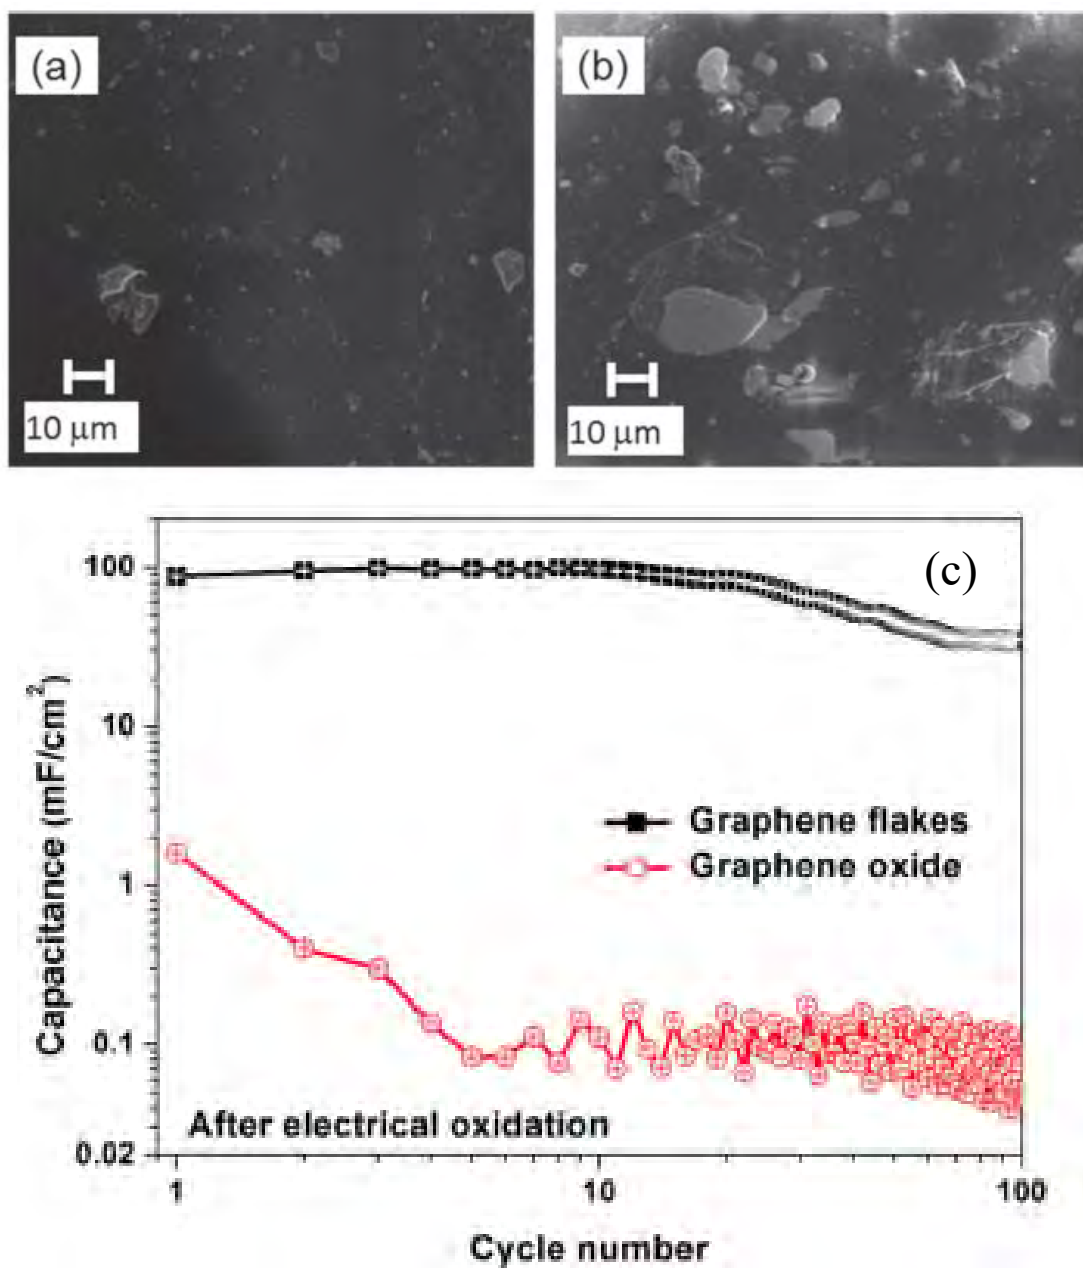 (a)
(b)
10 μm
10 μm
(c)
100
10
1
0.1
0.02
Capacitance (mF/cm²)
Graphene flakes
Graphene oxide
After electrical oxidation
1
10
100
Cycle number